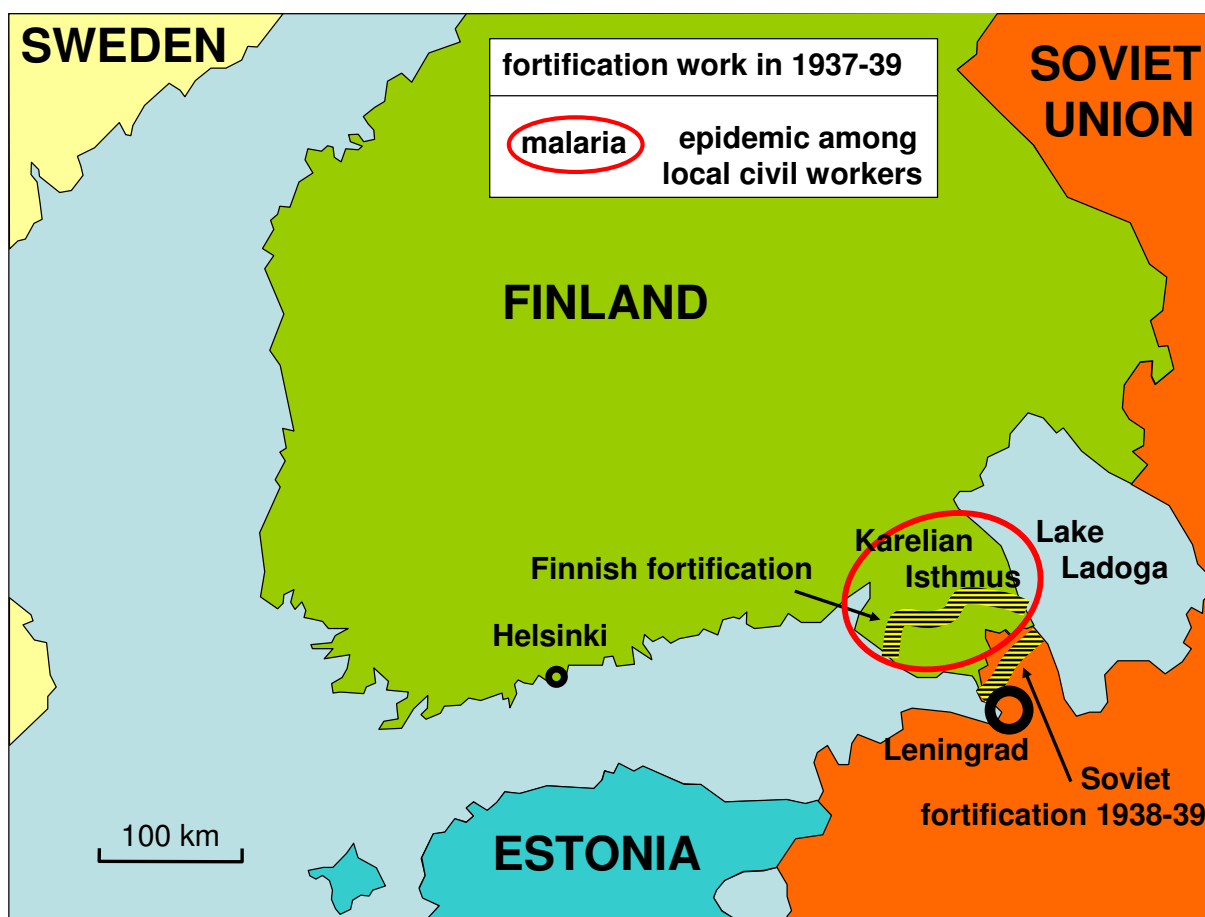 SWEDEN
fortification work in 1937-39
malaria epidemic among
local civil workers
SOVIET
UNION
FINLAND
Karelian
Isthmus
Lake
Ladoga
Finnish fortification
Helsinki
Leningrad
Soviet
fortification 1938-39
100 km
ESTONIA